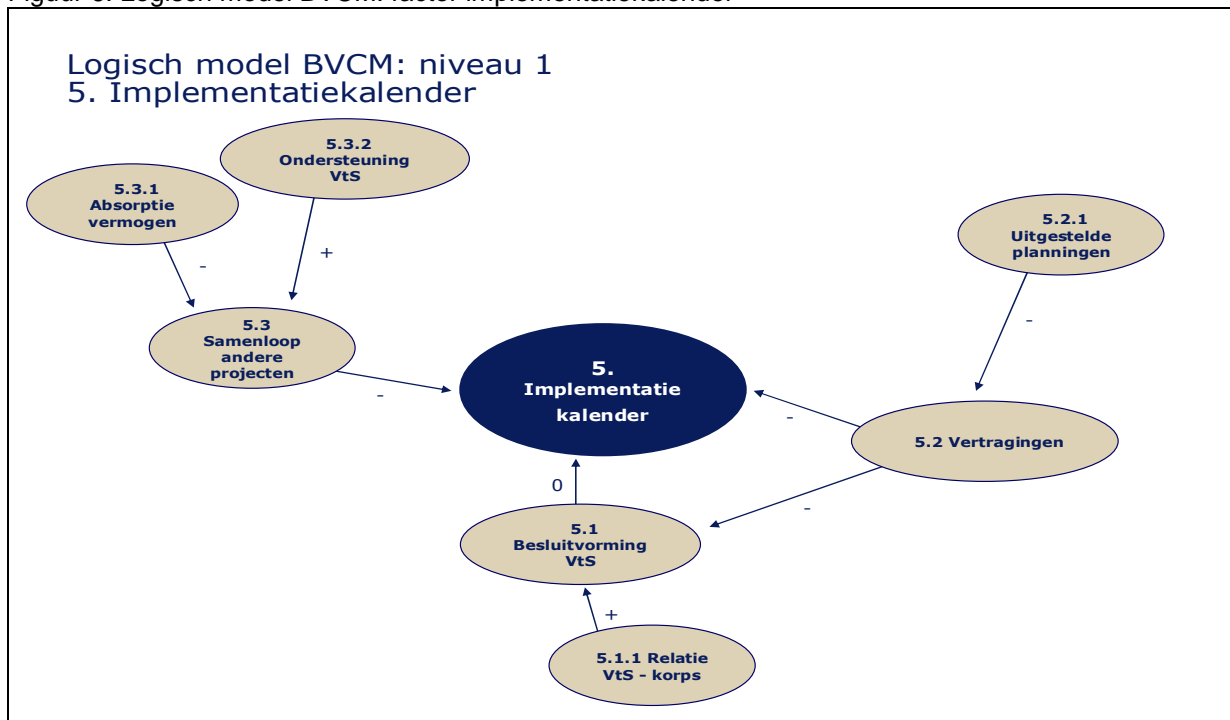 Logisch model BVCM: niveau 1
5. Implementatiekalender
5.3.2
Ondersteuning
VtS
5.3.1
Absorptie
vermogen
5.2.1
Uitgestelde
planningen
-
+
-
5.3
Samenloop
andere
projecten
5.
Implementatie
kalender
-
-
5.2 Vertragingen
0
-
5.1
Besluitvorming
VtS
+
5.1.1 Relatie
VtS - korps